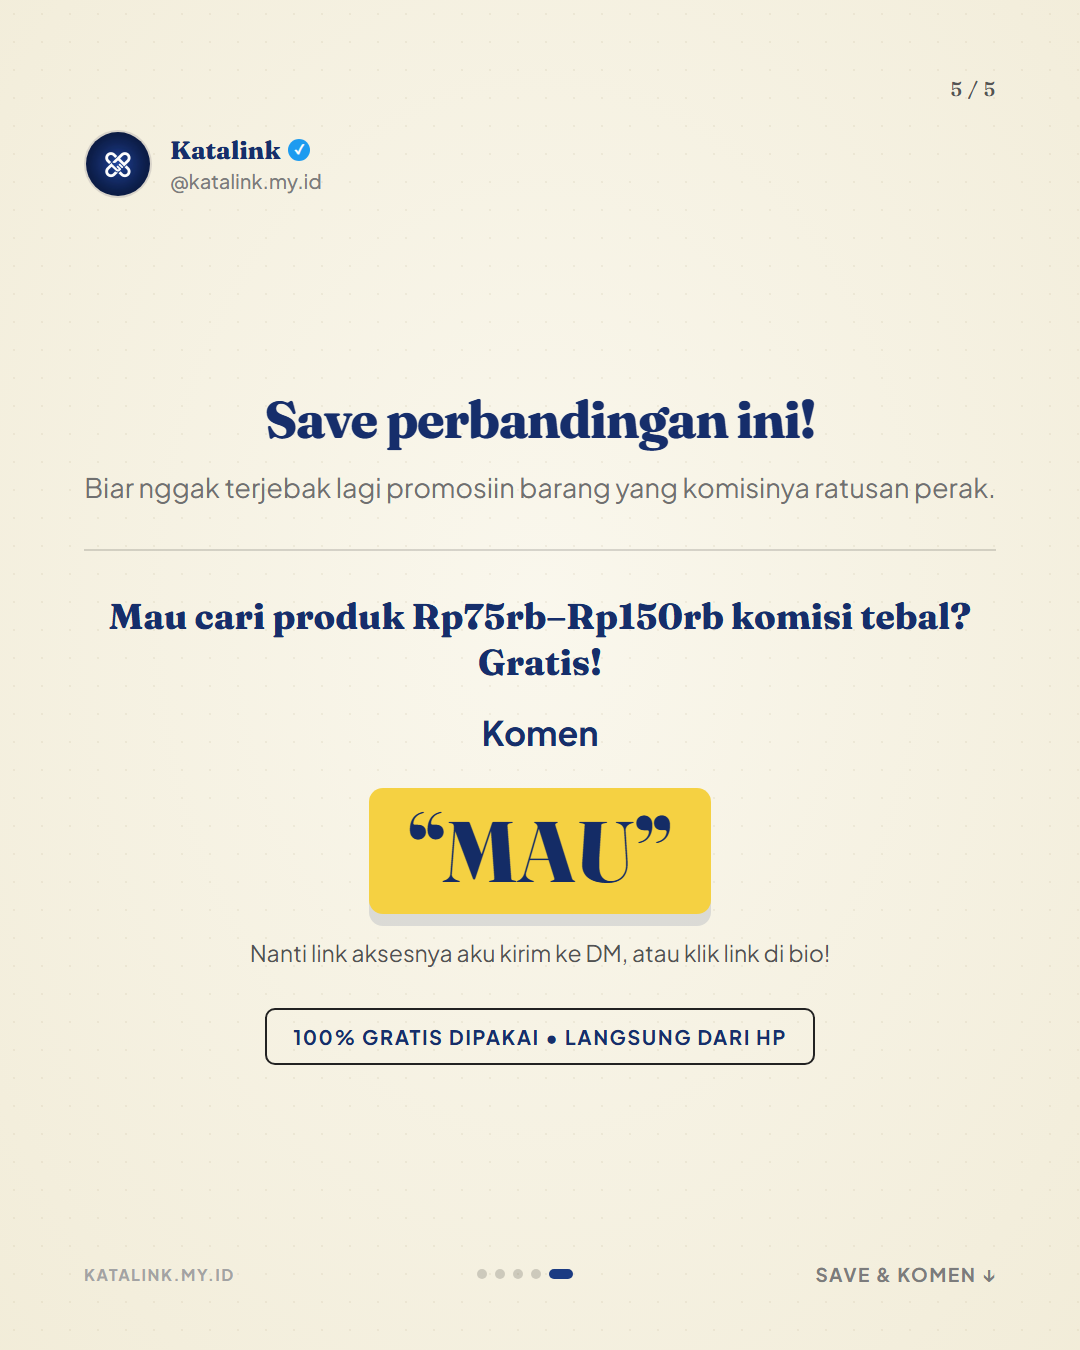 5 / 5
Katalink
@katalink.my.id
Save perbandingan ini!
Biar nggak terjebak lagi promosiin barang yang komisinya ratusan perak.
Mau cari produk Rp75rb–Rp150rb komisi tebal?
Gratis!
Komen
“MAU”
Nanti link aksesnya aku kirim ke DM, atau klik link di bio!
100% GRATIS DIPAKAI • LANGSUNG DARI HP
KATALINK.MY.ID
SAVE & KOMEN ↓